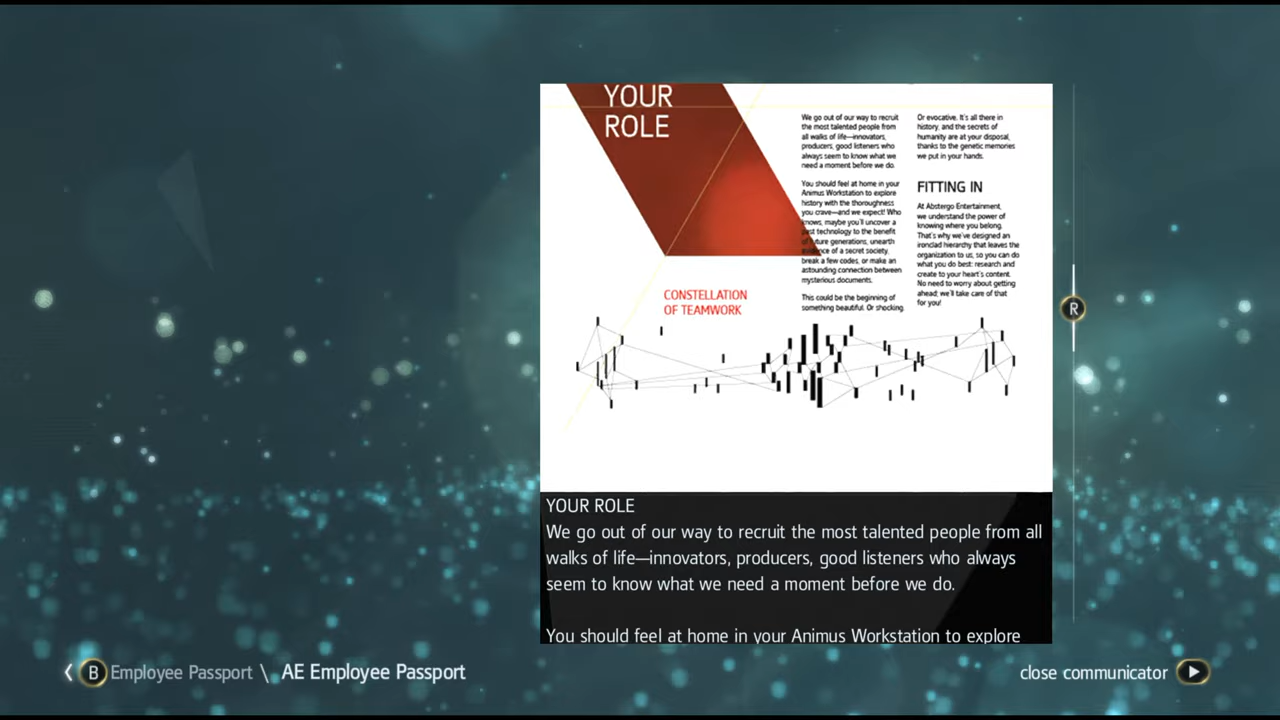 YOUR
ROLE
We go out of our way to recruit
the most talented people from
all walks of life—innovators,
producers, good listeners who
always seem to know what we
need a moment before we do.
You should feel at home in your
Animus Workstation to explore
history with the thoroughness
you crave—and we expect! Who
knows, maybe you'll uncover a
past technology to the benefit
of future generations, unearth
evidence of a secret society,
break a few codes, or make an
astounding connection between
mysterious documents.
This could be the beginning of
something beautiful. Or shocking.
Or evocative. It's all there in
history, and the secrets of
humanity are at your disposal,
thanks to the genetic memories
we put in your hands.
FITTING IN
At Abstergo Entertainment,
we understand the power of
knowing where you belong.
That's why we've designed an
ironclad hierarchy that leaves the
organization to us, so you can do
what you do best: research and
create to your heart's content.
No need to worry about getting
ahead; we'll take care of that
for you!
CONSTELLATION
OF TEAMWORK
R
YOUR ROLE
We go out of our way to recruit the most talented people from all
walks of life—innovators, producers, good listeners who always
seem to know what we need a moment before we do.
You should feel at home in your Animus Workstation to explore
B Employee Passport \ AE Employee Passport
close communicator